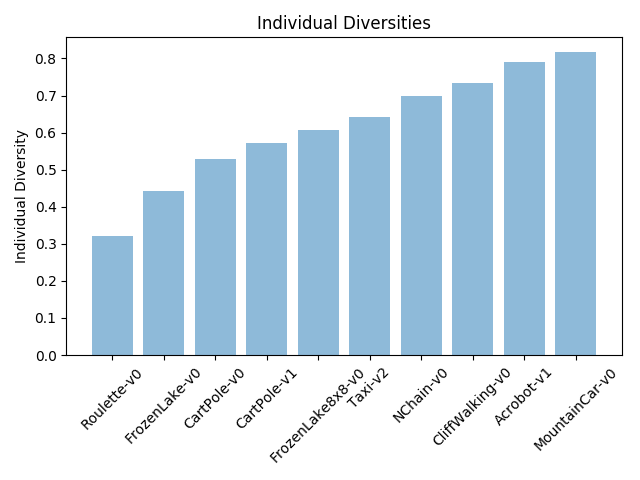 Individual Diversities
Individual Diversity
0.8
0.7
0.6
0.5
0.4
0.3
0.2
0.1
0.0
Roulette-v0
FrozenLake-v0
CartPole-v0
CartPole-v1
FrozenLake8x8-v0
Taxi-v2
NChain-v0
CliffWalking-v0
Acrobot-v1
MountainCar-v0